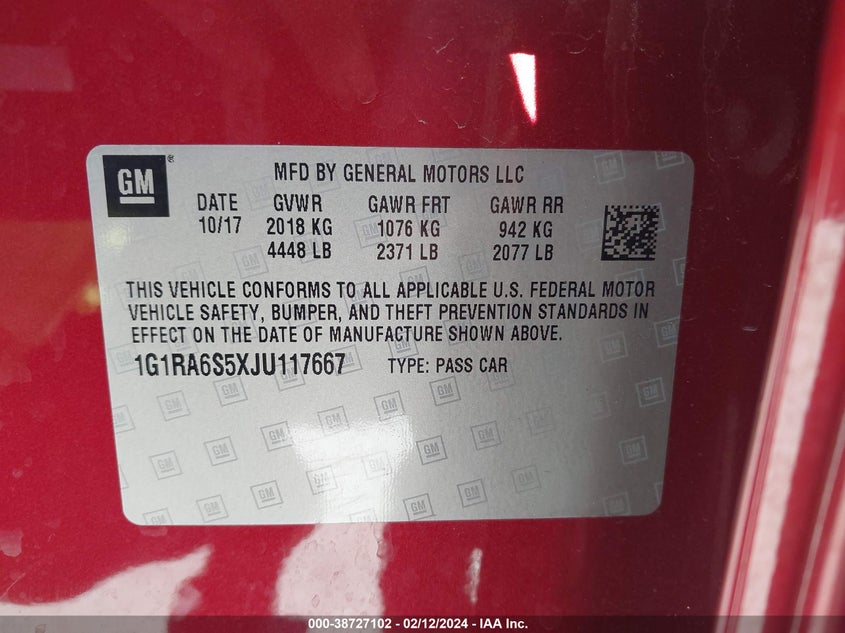 GM ®
MFD BY GENERAL MOTORS LLC
DATE GVWR GAWR FRT GAWR RR
10/17 2018 KG 1076 KG 942 KG
4448 LB 2371 LB 2077 LB
THIS VEHICLE CONFORMS TO ALL APPLICABLE U.S. FEDERAL MOTOR
VEHICLE SAFETY, BUMPER, AND THEFT PREVENTION STANDARDS IN
EFFECT ON THE DATE OF MANUFACTURE SHOWN ABOVE.
1G1RA6S5XJU117667 TYPE: PASS CAR
000-38727102 - 02/12/2024 - IAA Inc.